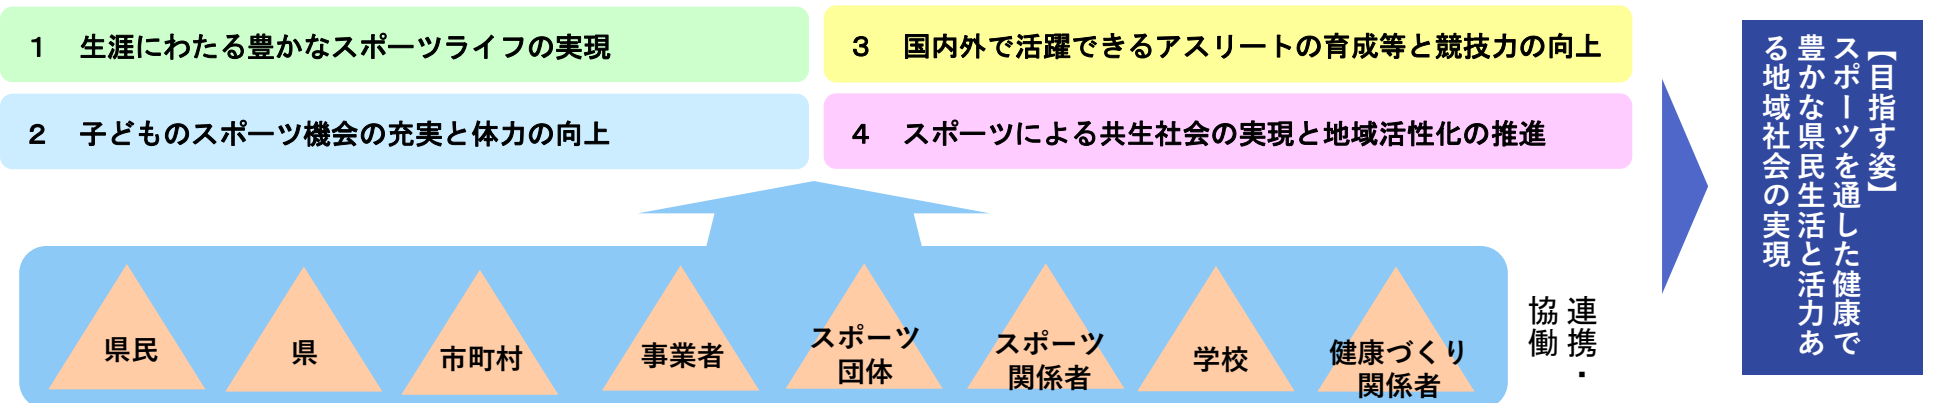 １　生涯にわたる豊かなスポーツライフの実現
２　子どものスポーツ機会の充実と体力の向上
３　国内外で活躍できるアスリートの育成等と競技力の向上
４　スポーツによる共生社会の実現と地域活性化の推進
県民
県
市町村
事業者
スポーツ
団体
スポーツ
関係者
学校
健康づくり
関係者
連携・
協働
【目指す姿】
スポーツを通した健康で
豊かな県民生活と活力あ
る地域社会の実現